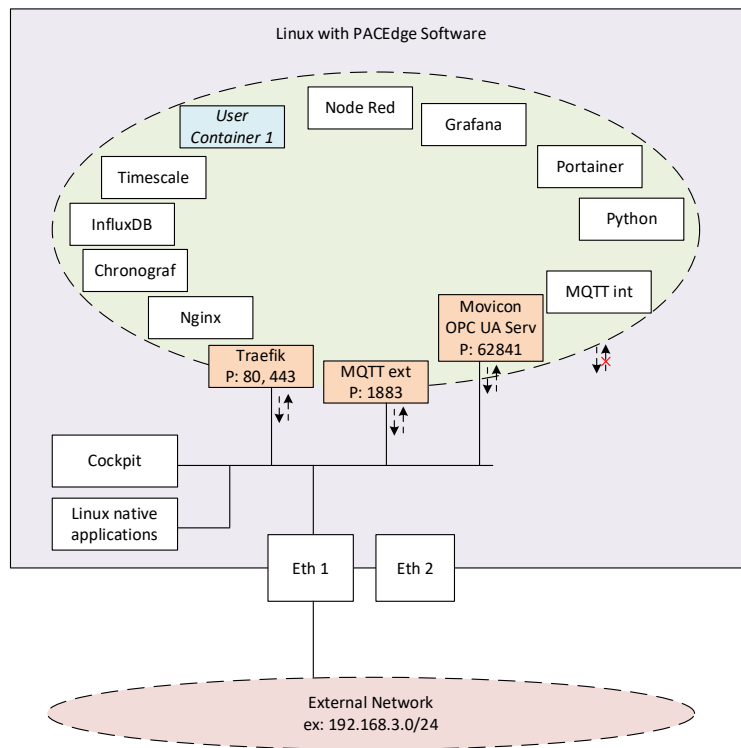 Linux with PACEdge Software
User
Container 1
Node Red
Grafana
Timescale
Portainer
InfluxDB
Python
Chronograf
MQTT int
Nginx
Movicon
OPC UA Serv
P: 62841
Traefik
P: 80, 443
MQTT ext
P: 1883
Cockpit
Linux native
applications
Eth 1
Eth 2
External Network
ex: 192.168.3.0/24